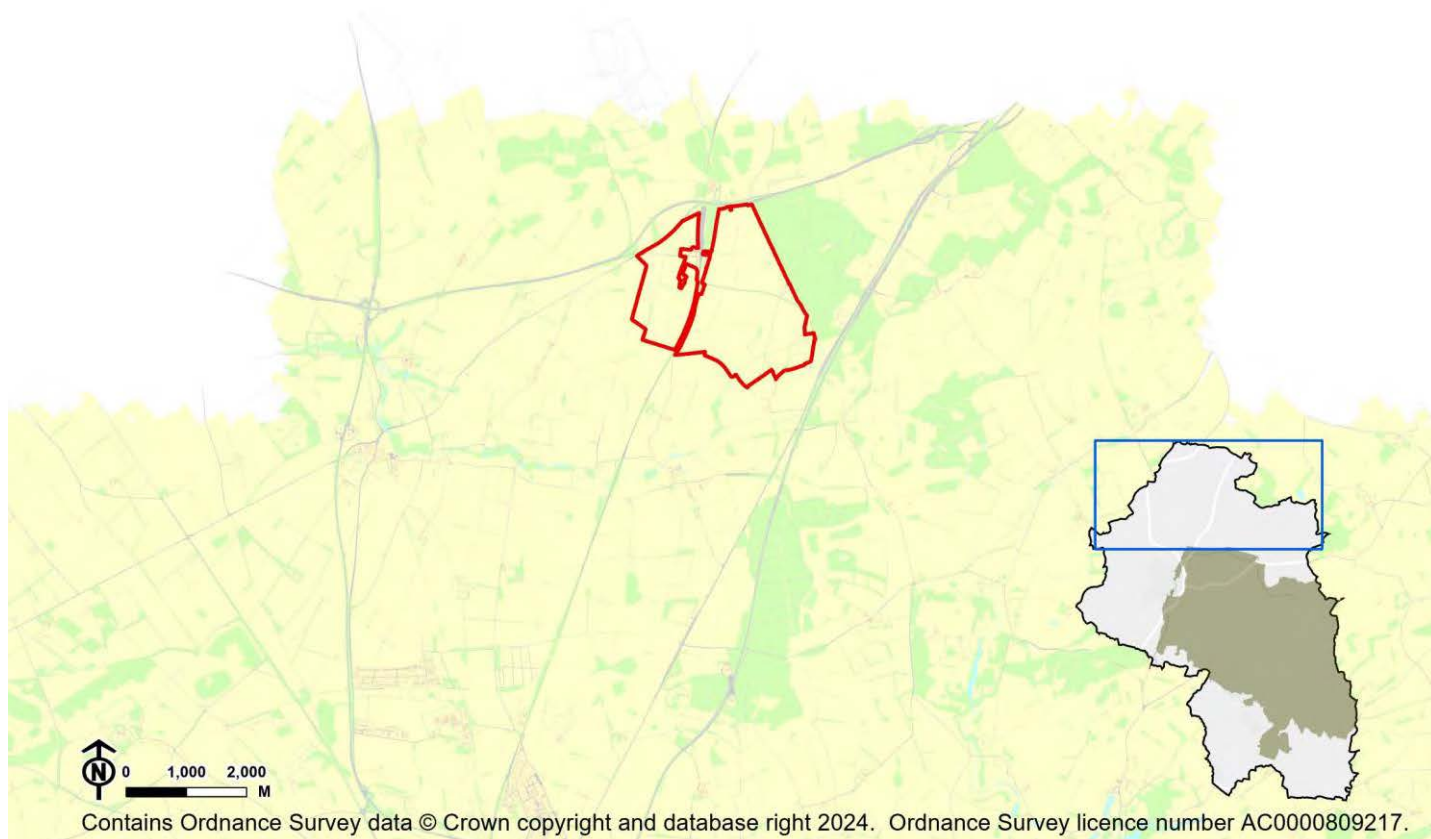 N
0 1,000 2,000
M
Contains Ordnance Survey data © Crown copyright and database right 2024. Ordnance Survey licence number AC0000809217.